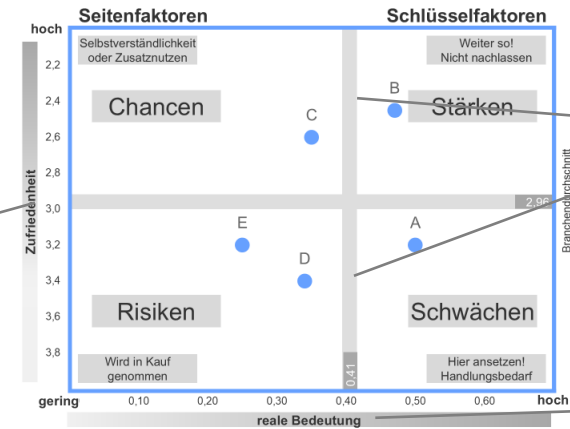 Seitenfaktoren
Schlüsselfaktoren
hoch
Selbstverständlichkeit
oder Zusatznutzen
Weiter so!
Nicht nachlassen
2,2
B
2,4
Chancen
Stärken
C
2,6
2,8
Zufriedenheit
3,0
2,96
Branchendurchschnitt
E
A
3,2
D
3,4
Risiken
Schwächen
3,6
3,8
Wird in Kauf
genommen
0,41
Hier ansetzen!
Handlungsbedarf
gering
0,10
0,20
0,30
0,40
0,50
0,60
hoch
reale Bedeutung